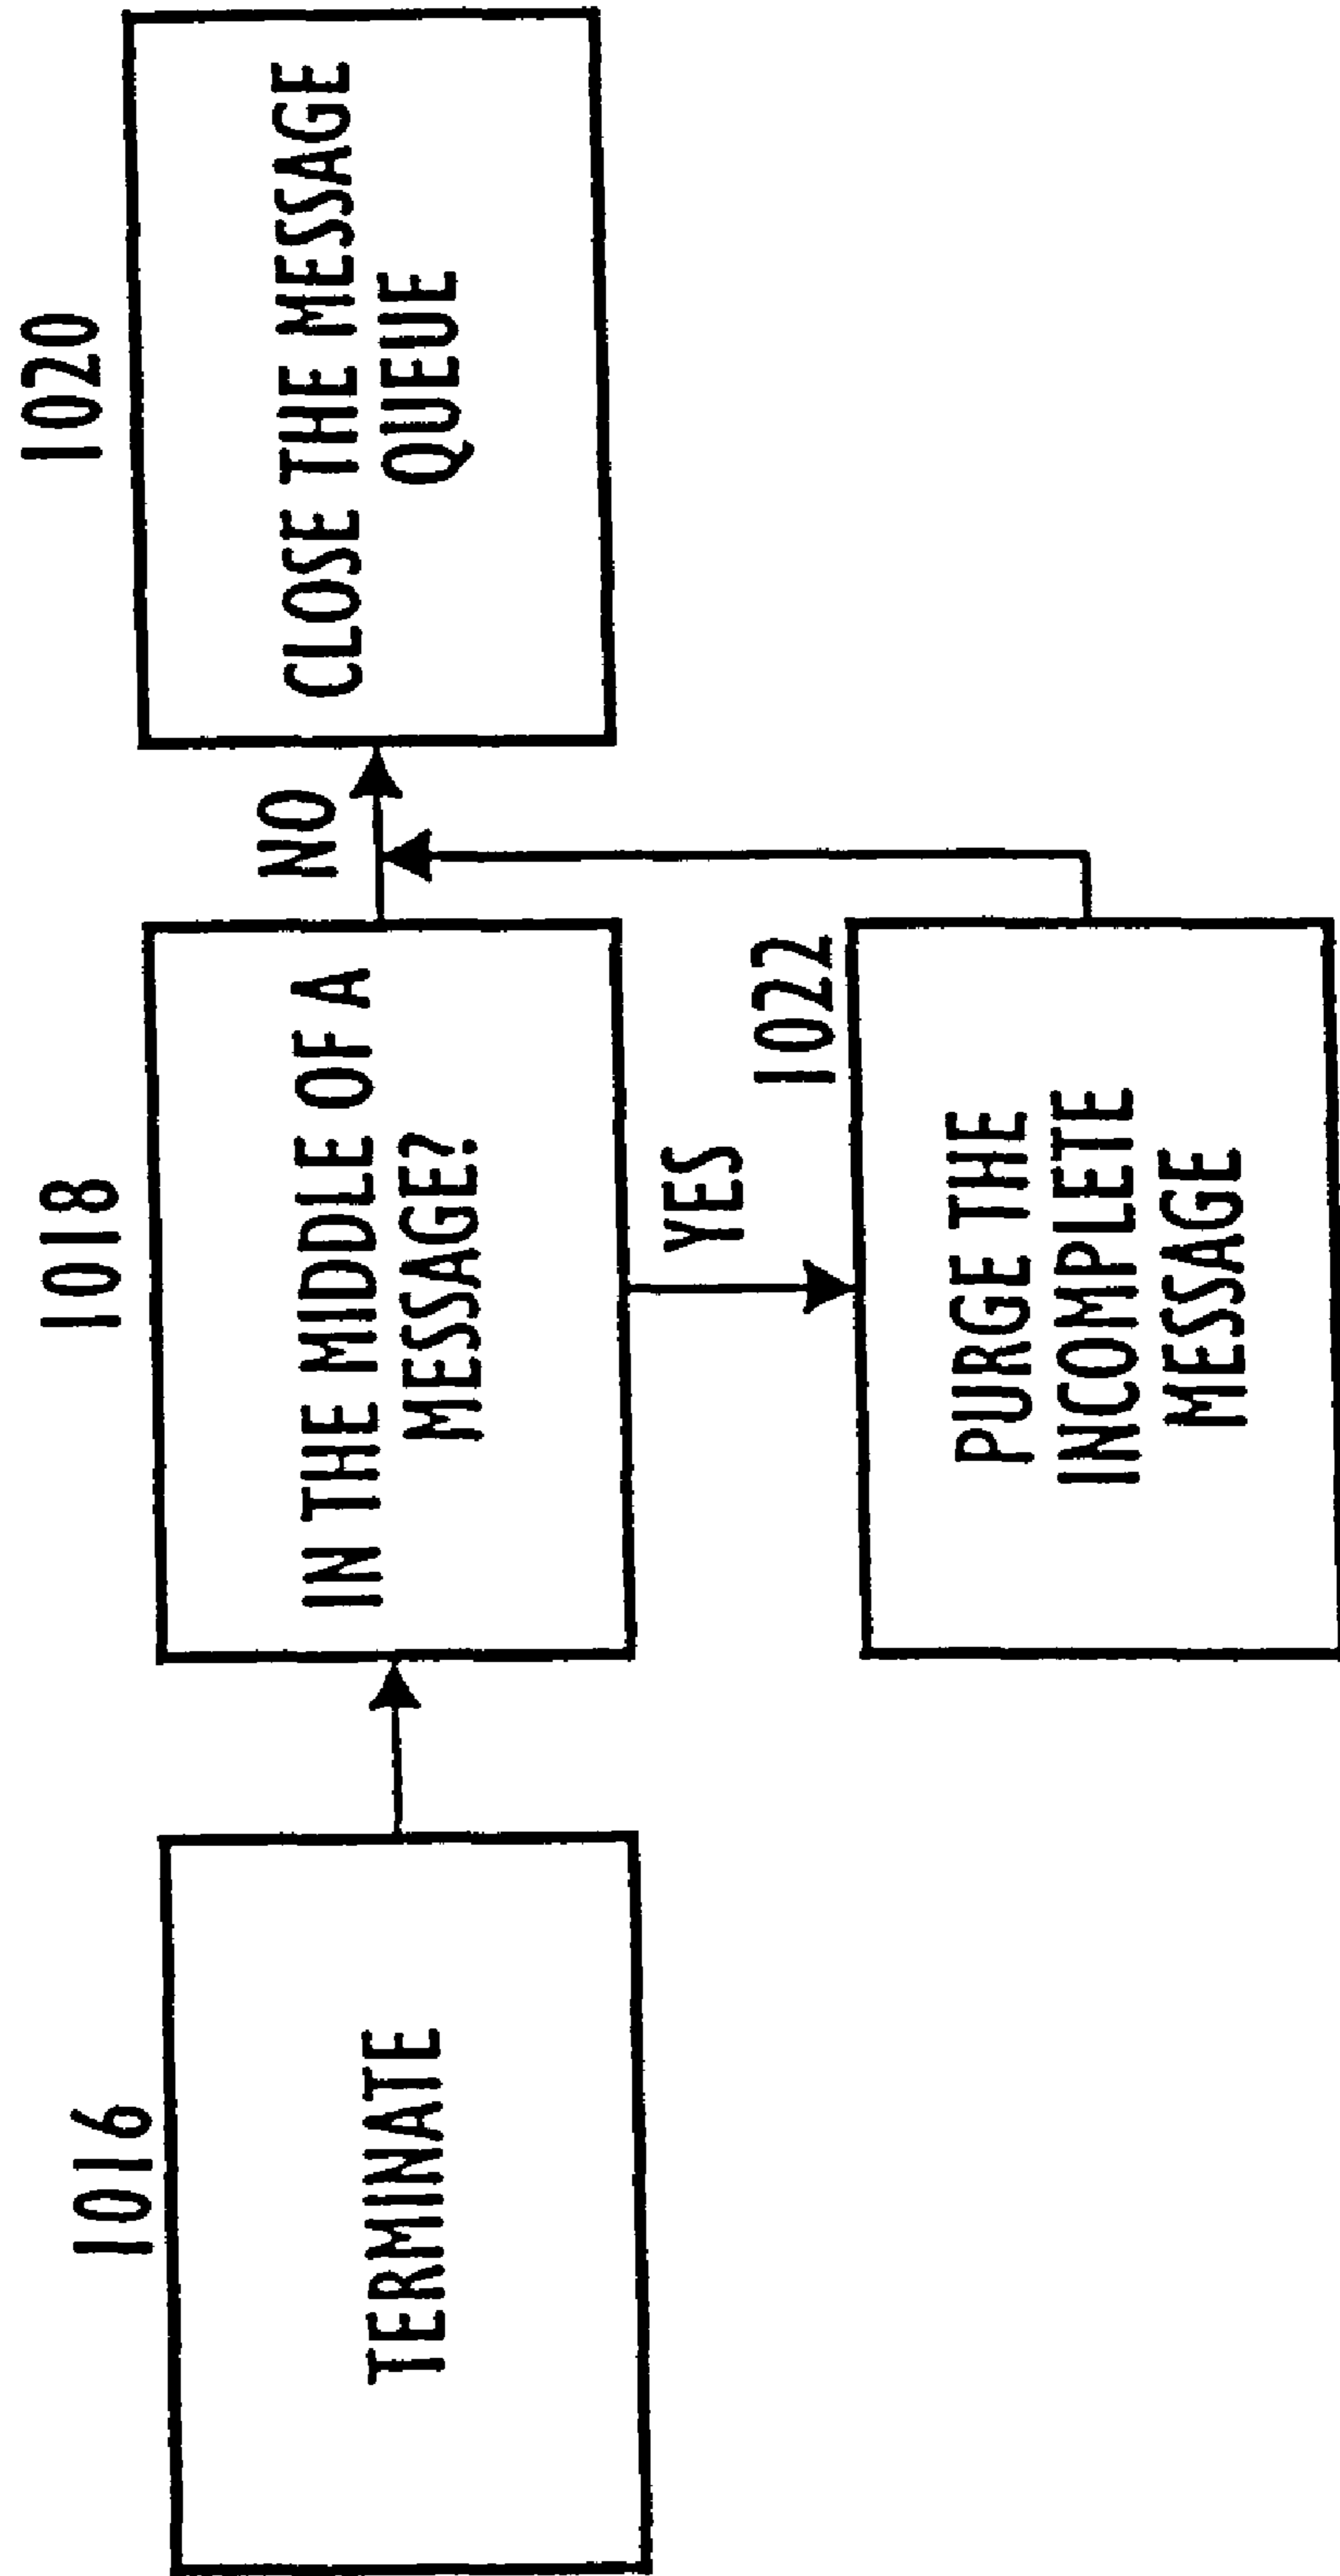 1016
TERMINATE
1018
IN THE MIDDLE OF A
MESSAGE?
NO
1020
CLOSE THE MESSAGE
QUEUE
YES
1022
PURGE THE
INCOMPLETE
MESSAGE